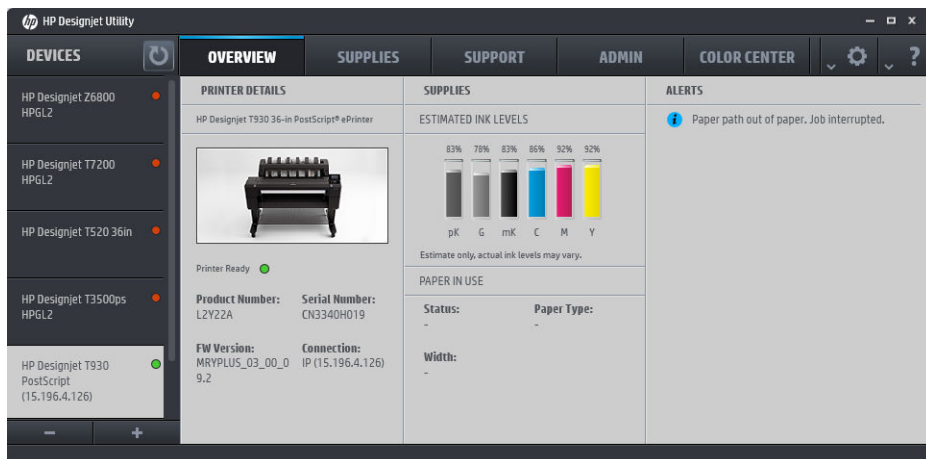 hp HP Designjet Utility
DEVICES
OVERVIEW
SUPPLIES
SUPPORT
ADMIN
COLOR CENTER
?
HP Designjet Z6800
HPGL2
HP Designjet T7200
HPGL2
HP Designjet T520 36in
HP Designjet T3500ps
HPGL2
HP Designjet T930
PostScript
(15.196.4.126)
− +
PRINTER DETAILS
HP Designjet T930 36-in PostScript® ePrinter
Printer Ready
Product Number: Serial Number:
L2Y22A CN3340H019
FW Version: Connection:
MRYPLUS_03_00_0 IP (15.196.4.126)
9.2
SUPPLIES
ESTIMATED INK LEVELS
83% 78% 83% 86% 92% 92%
pK G mK C M Y
Estimate only, actual ink levels may vary.
PAPER IN USE
Status: Paper Type:
- -
Width:
-
ALERTS
i Paper path out of paper. Job interrupted.